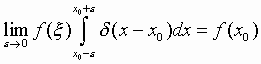 lim_{a→0} f(ξ) ∫_{x₀−a}^{x₀+a} δ(x − x₀)dx = f(x₀)